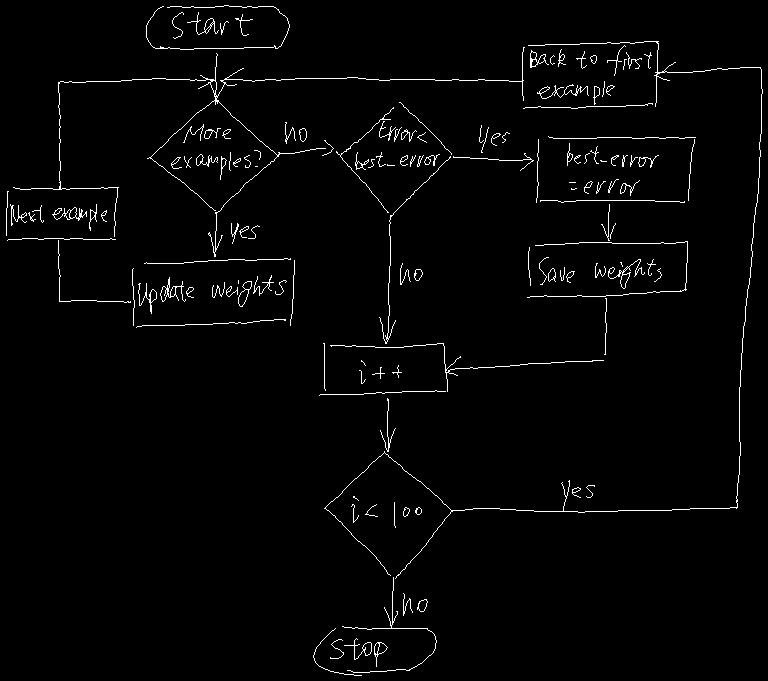 Start
Back to first
example
More
examples?
no
Error<
best_error
yes
best_error
=error
Next example
yes
Update weights
Save weights
no
i++
i<100
yes
no
Stop